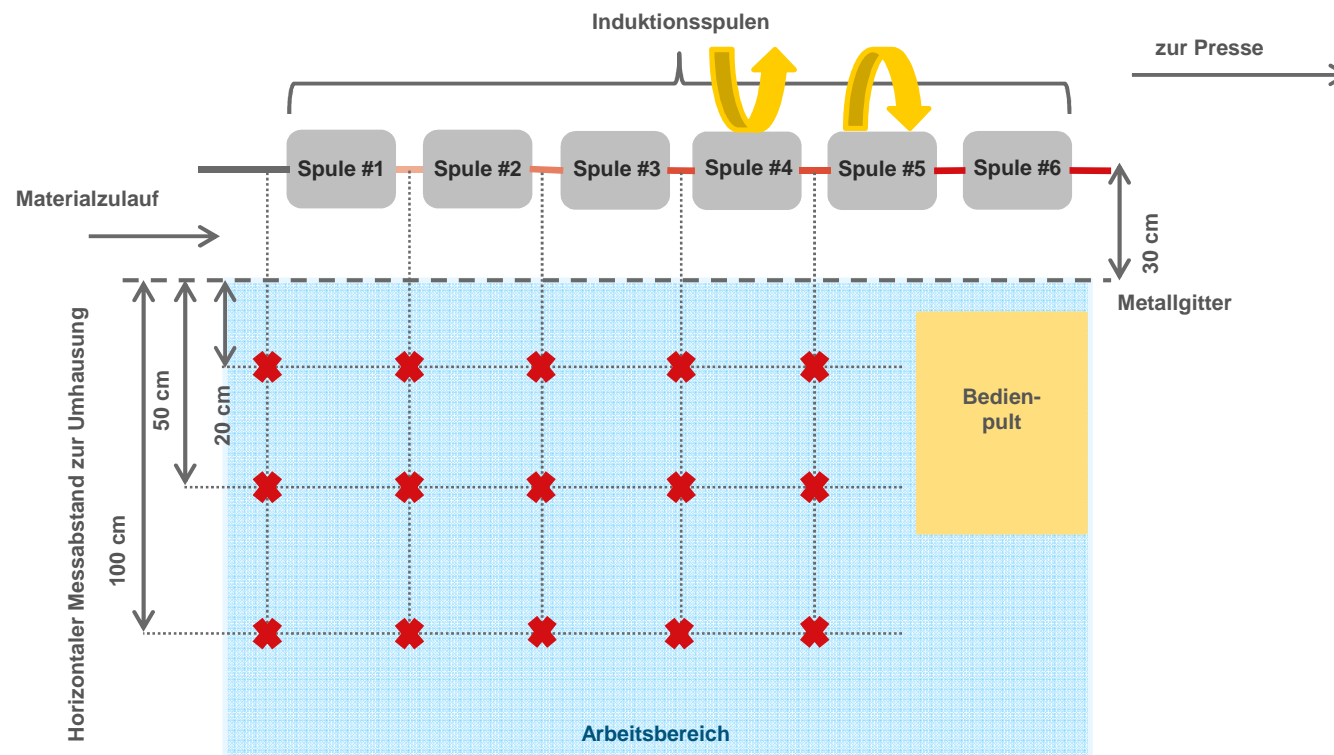 Induktionsspulen
zur Presse
Spule #1
Spule #2
Spule #3
Spule #4
Spule #5
Spule #6
Materialzulauf
30 cm
Metallgitter
Horizontaler Messabstand zur Umhausung
100 cm
50 cm
20 cm
Bedien-
pult
Arbeitsbereich